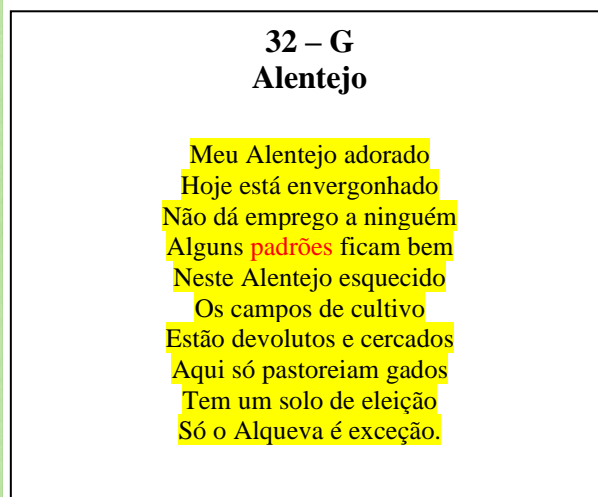 32 – G
Alentejo
Meu Alentejo adorado
Hoje está envergonhado
Não dá emprego a ninguém
Alguns padrões ficam bem
Neste Alentejo esquecido
Os campos de cultivo
Estão devolutos e cercados
Aqui só pastoreiam gados
Tem um solo de eleição
Só o Alqueva é exceção.